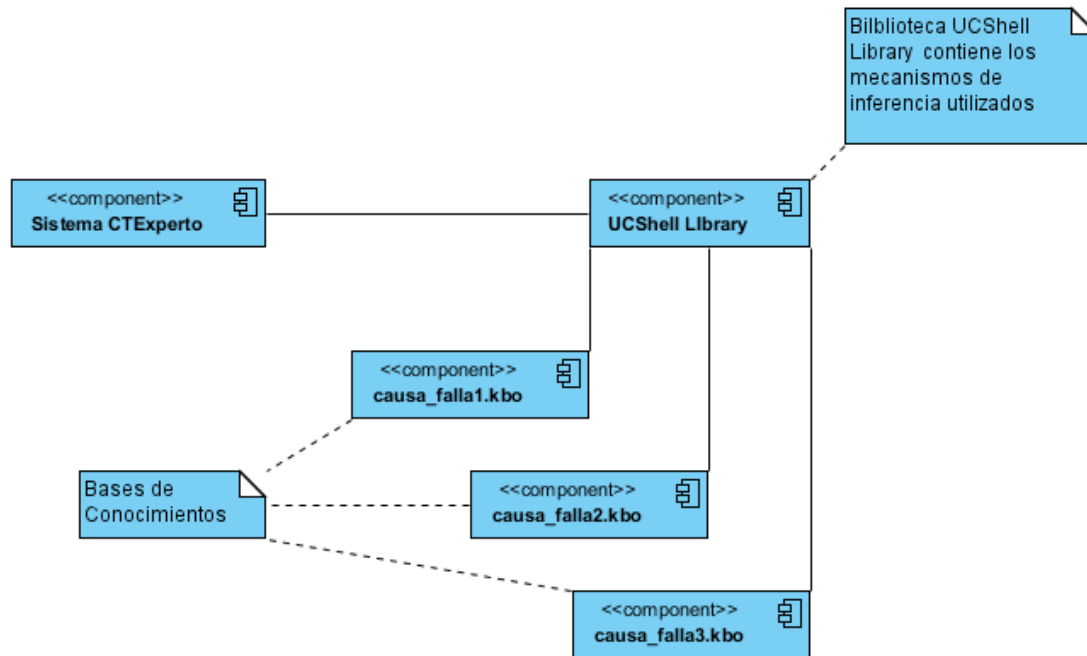 Bilblioteca UCShell
Library contiene los
mecanismos de
inferencia utilizados
<<component>>
Sistema CTExperto
<<component>>
UCShell LIbrary
<<component>>
causa_falla1.kbo
Bases de
Conocimientos
<<component>>
causa_falla2.kbo
<<component>>
causa_falla3.kbo